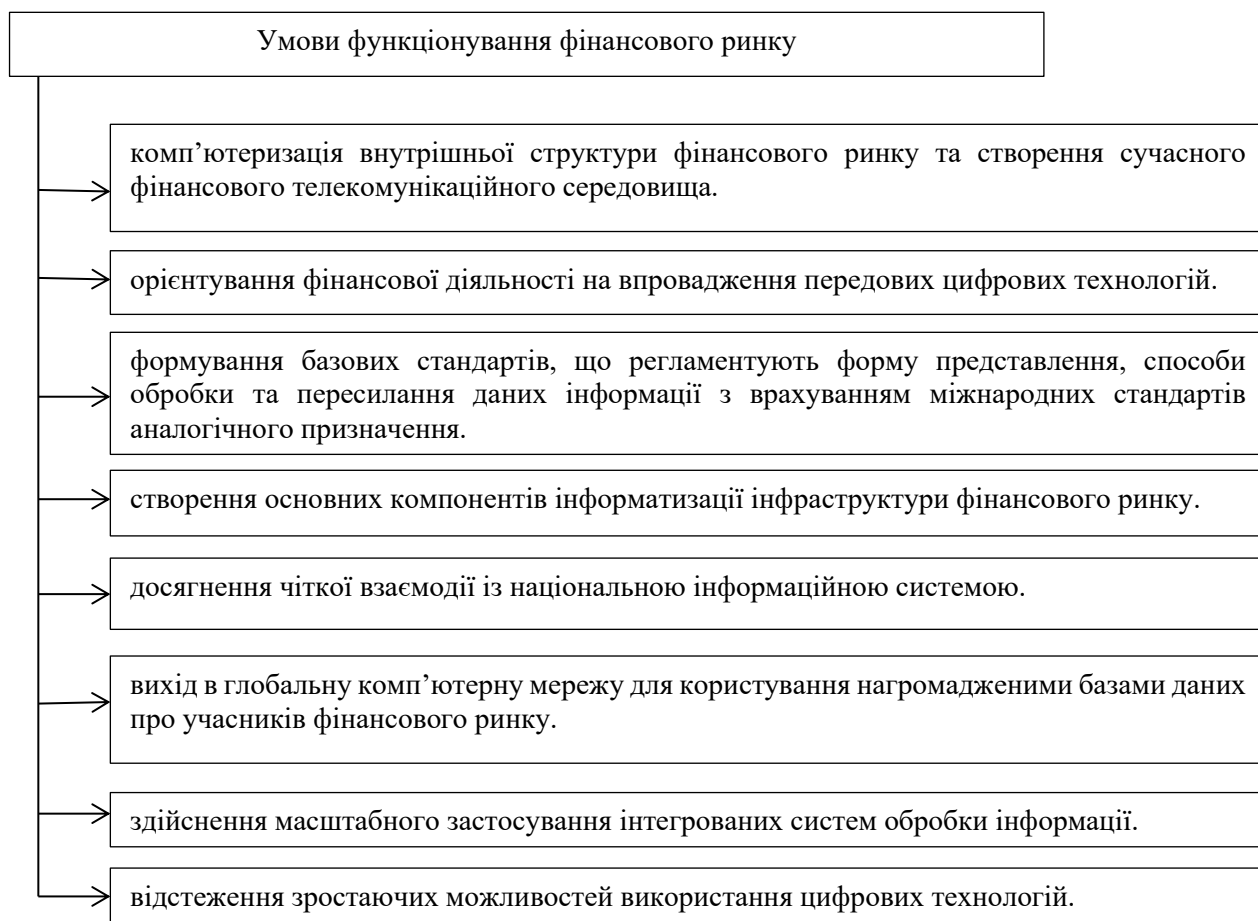 Умови функціонування фінансового ринку
комп’ютеризація внутрішньої структури фінансового ринку та створення сучасного
фінансового телекомунікаційного середовища.
орієнтування фінансової діяльності на впровадження передових цифрових технологій.
формування базових стандартів, що регламентують форму представлення, способи
обробки та пересилання даних інформації з врахуванням міжнародних стандартів
аналогічного призначення.
створення основних компонентів інформатизації інфраструктури фінансового ринку.
досягнення чіткої взаємодії із національною інформаційною системою.
вихід в глобальну комп’ютерну мережу для користування нагромадженими базами даних
про учасників фінансового ринку.
здійснення масштабного застосування інтегрованих систем обробки інформації.
відстеження зростаючих можливостей використання цифрових технологій.